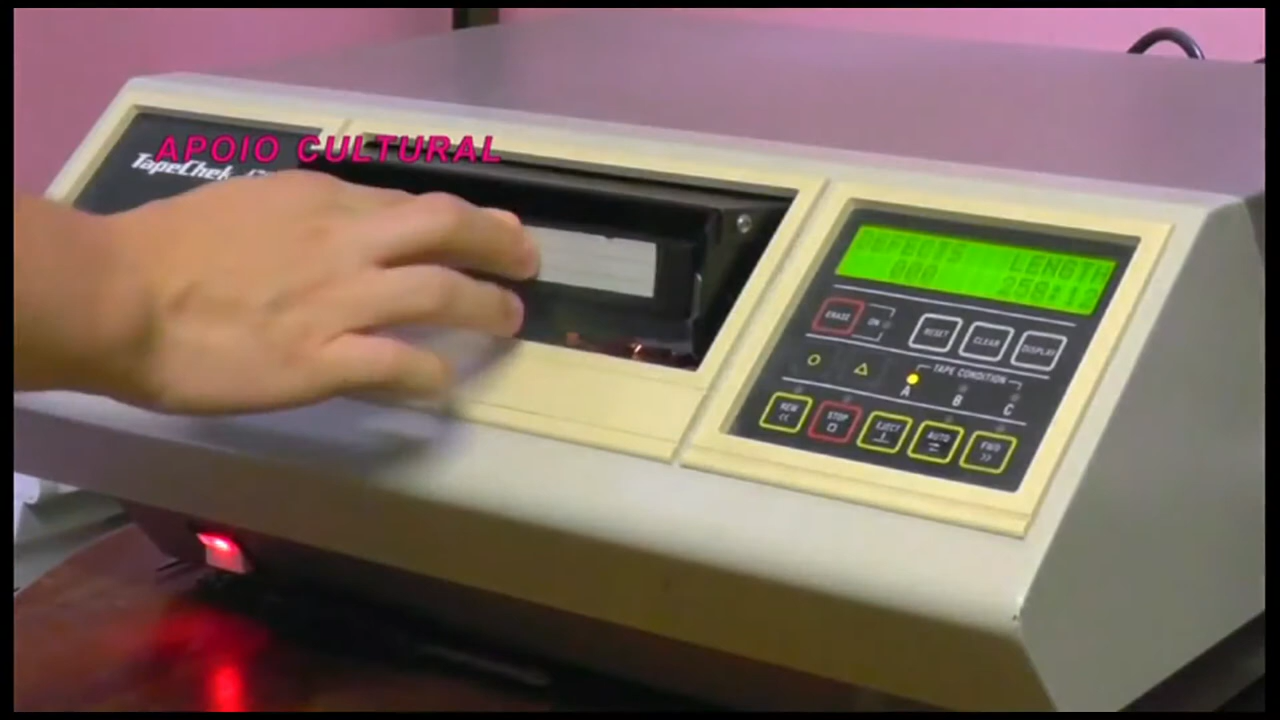 APOIO CULTURAL
TapeChek
DEFECTS LENGTH
000 258:12
ERASE ON RESET CLEAR DISPLAY
TAPE CONDITION
A B C
REW STOP EJECT AUTO FWD
<< >>